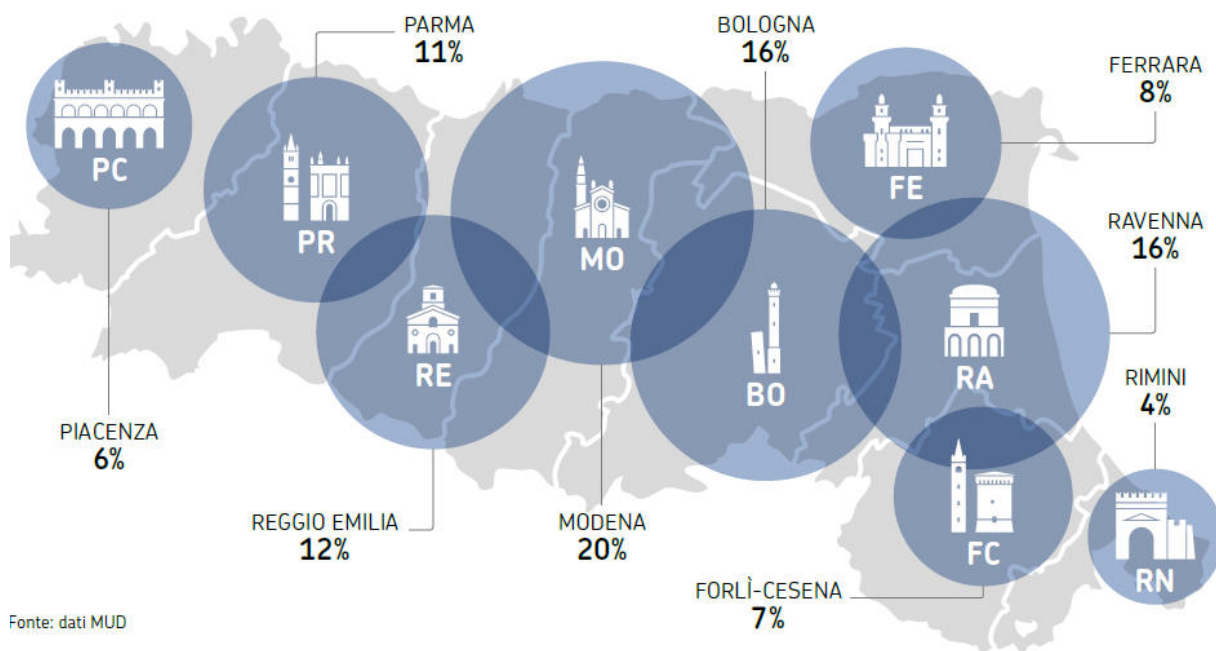 PARMA
11%
BOLOGNA
16%
FERRARA
8%
PC
PR
MO
FE
RAVENNA
16%
RE
BO
RA
RIMINI
4%
PIACENZA
6%
REGGIO EMILIA
12%
MODENA
20%
FC
RN
FORLÌ-CESENA
7%
Fonte: dati MUD